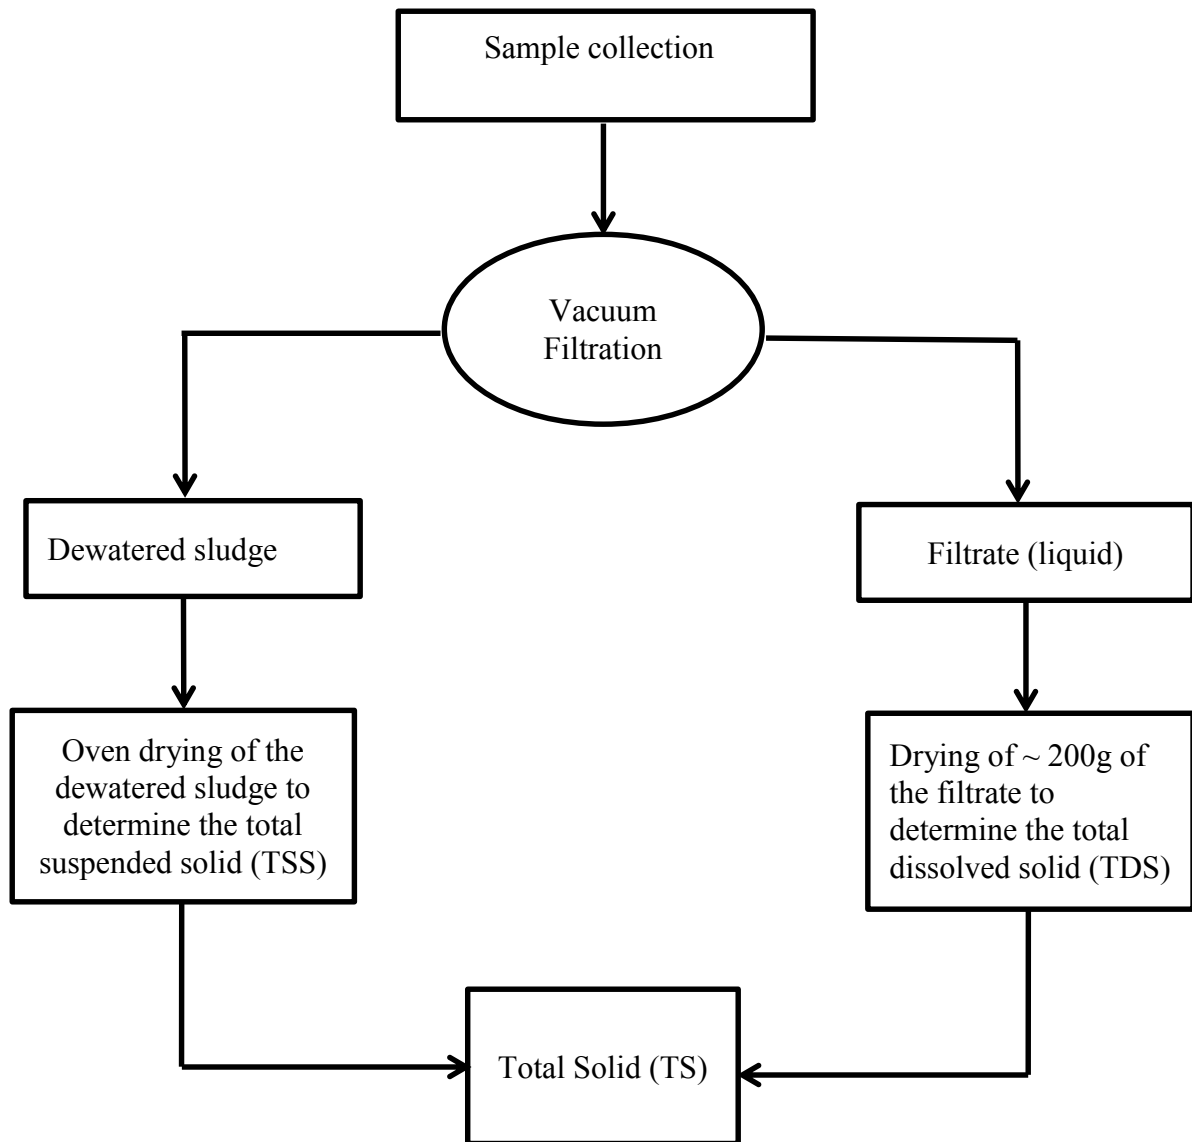 Sample collection
Vacuum
Filtration
Dewatered sludge
Filtrate (liquid)
Oven drying of the
dewatered sludge to
determine the total
suspended solid (TSS)
Drying of ~ 200g of
the filtrate to
determine the total
dissolved solid (TDS)
Total Solid (TS)